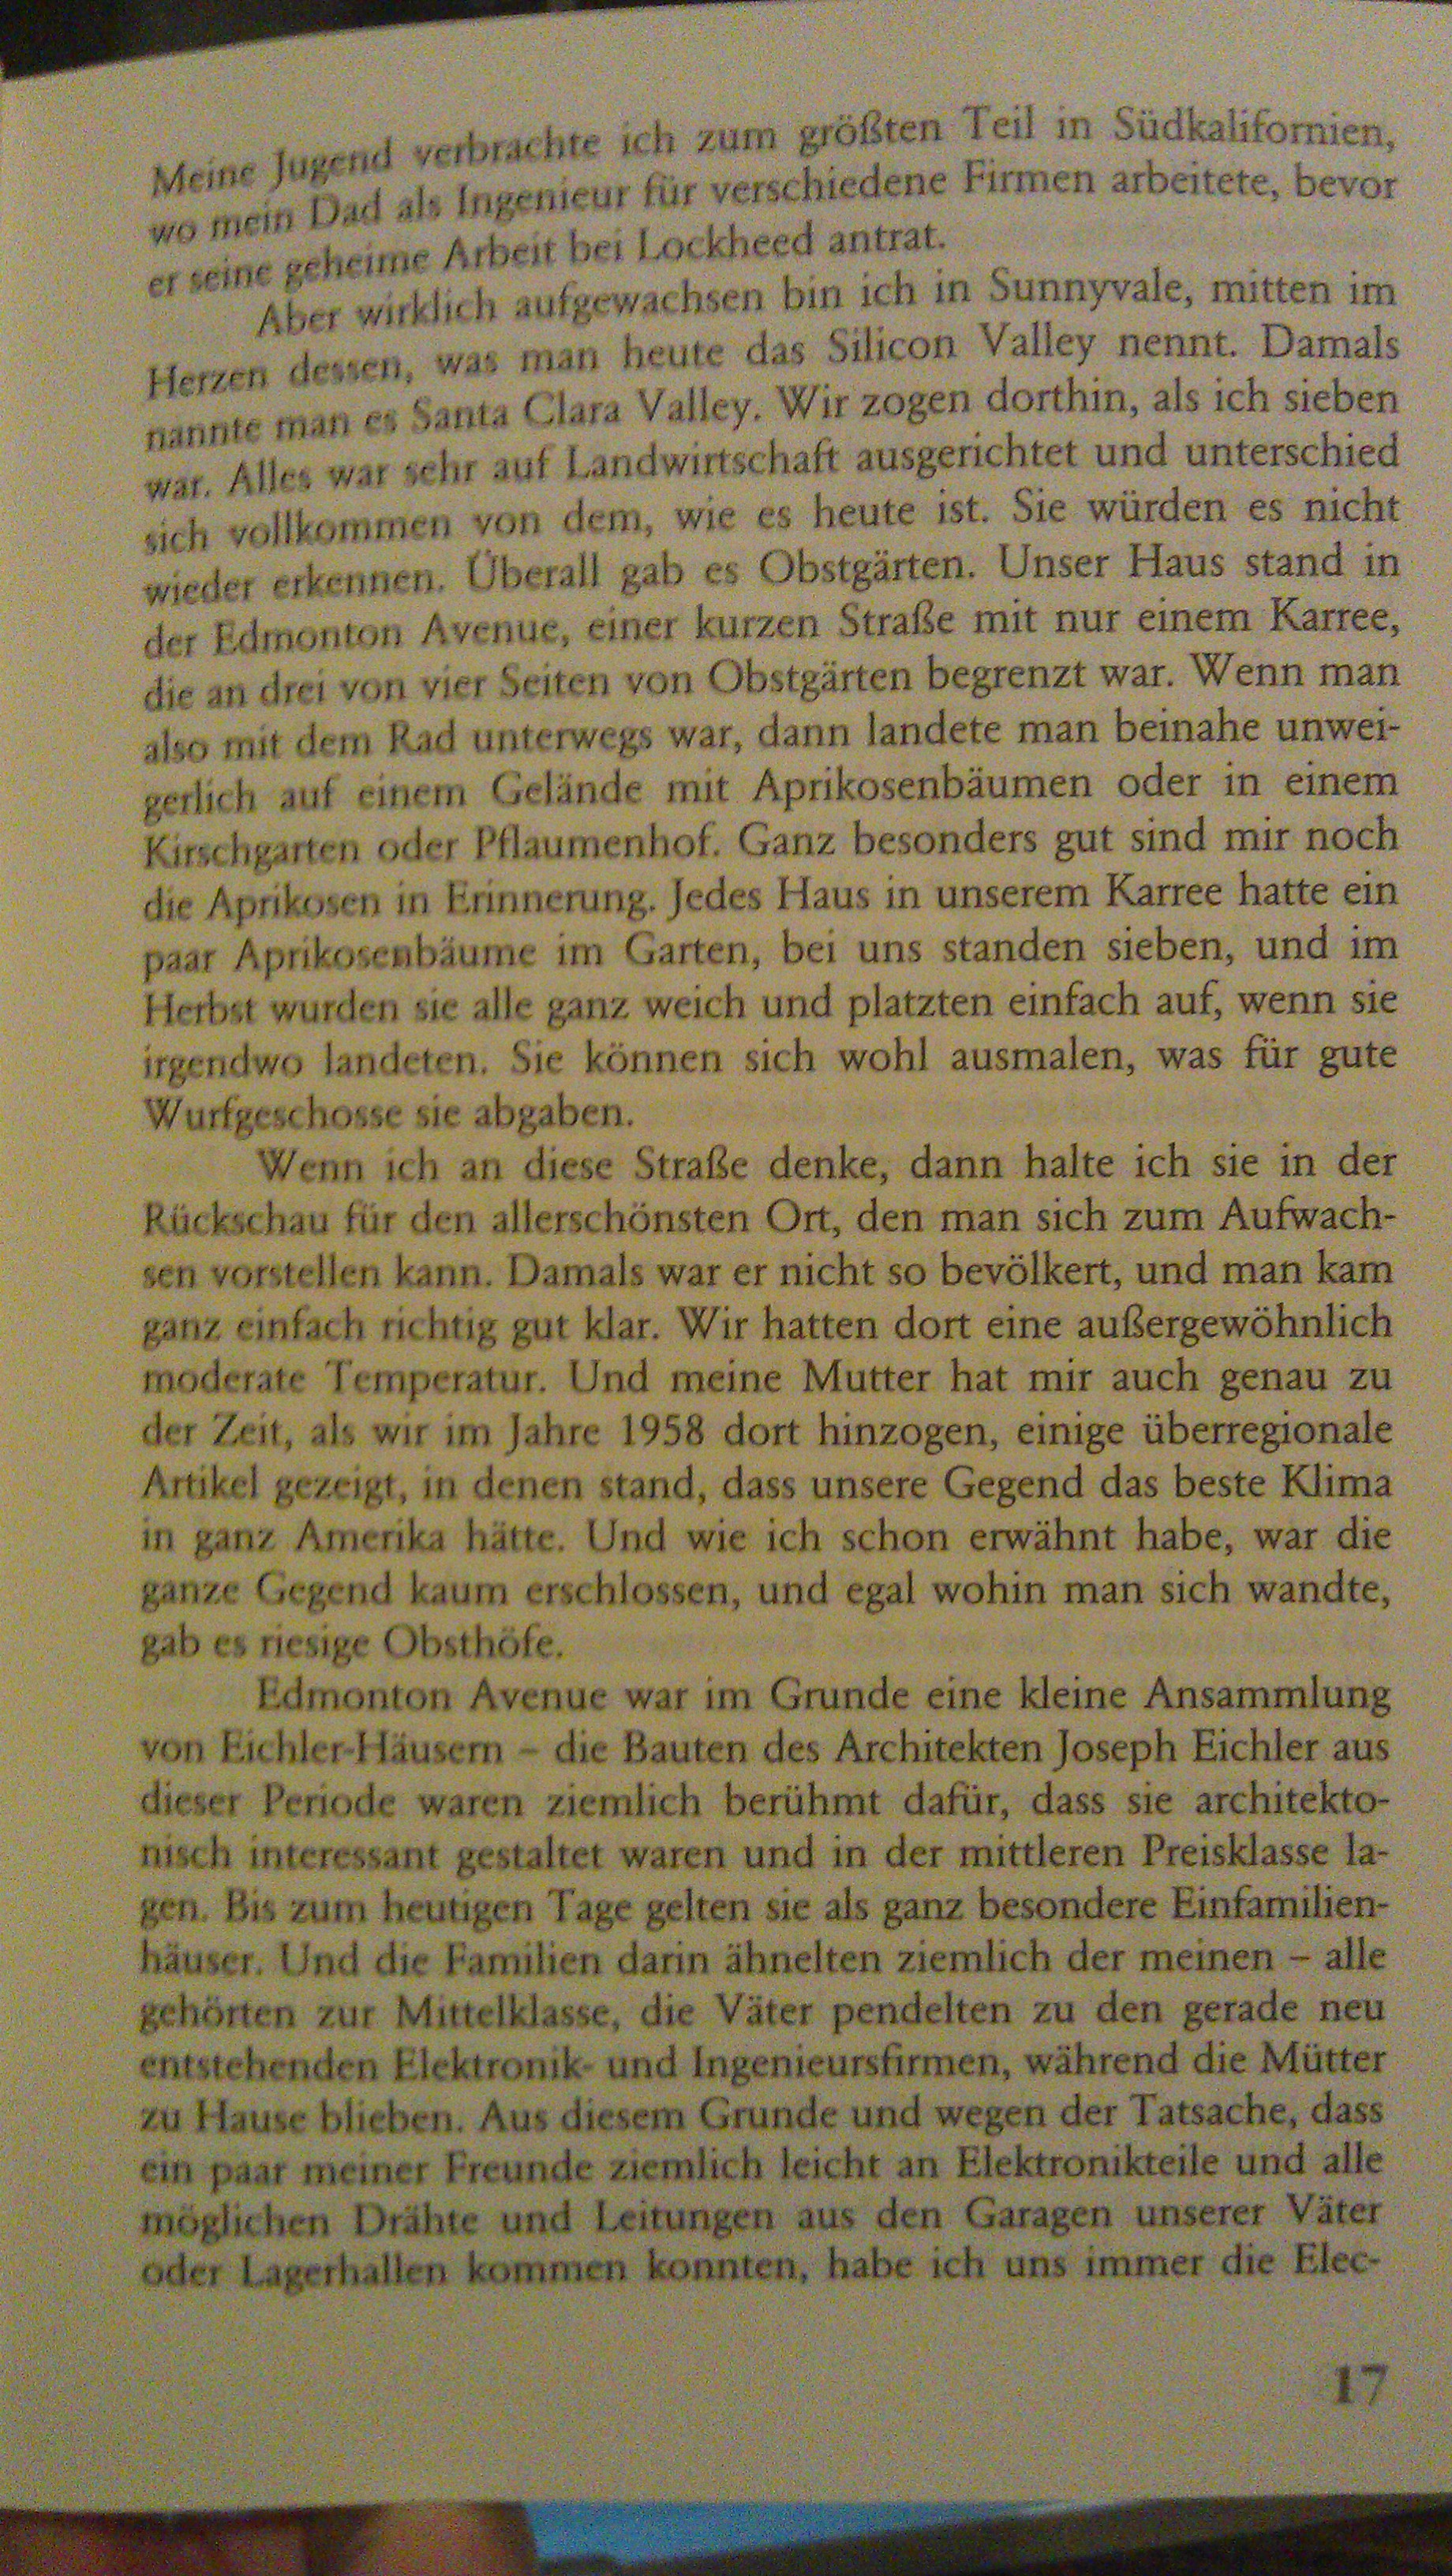 Meine Jugend verbrachte ich zum größten Teil in Südkalifornien,
wo mein Dad als Ingenieur für verschiedene Firmen arbeitete, bevor
er seine geheime Arbeit bei Lockheed antrat.
Aber wirklich aufgewachsen bin ich in Sunnyvale, mitten im
Herzen dessen, was man heute das Silicon Valley nennt. Damals
nannte man es Santa Clara Valley. Wir zogen dorthin, als ich sieben
war. Alles war sehr auf Landwirtschaft ausgerichtet und unterschied
sich vollkommen von dem, wie es heute ist. Sie würden es nicht
wieder erkennen. Überall gab es Obstgärten. Unser Haus stand in
der Edmonton Avenue, einer kurzen Straße mit nur einem Karree,
die an drei von vier Seiten von Obstgärten begrenzt war. Wenn man
also mit dem Rad unterwegs war, dann landete man beinahe unwei-
gerlich auf einem Gelände mit Aprikosenbäumen oder in einem
Kirschgarten oder Pflaumenhof. Ganz besonders gut sind mir noch
die Aprikosen in Erinnerung. Jedes Haus in unserem Karree hatte ein
paar Aprikosenbäume im Garten, bei uns standen sieben, und im
Herbst wurden sie alle ganz weich und platzten einfach auf, wenn sie
irgendwo landeten. Sie können sich wohl ausmalen, was für gute
Wurfgeschosse sie abgaben.
Wenn ich an diese Straße denke, dann halte ich sie in der
Rückschau für den allerschönsten Ort, den man sich zum Aufwach-
sen vorstellen kann. Damals war er nicht so bevölkert, und man kam
ganz einfach richtig gut klar. Wir hatten dort eine außergewöhnlich
moderate Temperatur. Und meine Mutter hat mir auch genau zu
der Zeit, als wir im Jahre 1958 dort hinzogen, einige überregionale
Artikel gezeigt, in denen stand, dass unsere Gegend das beste Klima
in ganz Amerika hätte. Und wie ich schon erwähnt habe, war die
ganze Gegend kaum erschlossen, und egal wohin man sich wandte,
gab es riesige Obsthöfe.
Edmonton Avenue war im Grunde eine kleine Ansammlung
von Eichler-Häusern – die Bauten des Architekten Joseph Eichler aus
dieser Periode waren ziemlich berühmt dafür, dass sie architekto-
nisch interessant gestaltet waren und in der mittleren Preisklasse la-
gen. Bis zum heutigen Tage gelten sie als ganz besondere Einfamilien-
häuser. Und die Familien darin ähnelten ziemlich der meinen – alle
gehörten zur Mittelklasse, die Väter pendelten zu den gerade neu
entstehenden Elektronik- und Ingenieursfirmen, während die Mütter
zu Hause blieben. Aus diesem Grunde und wegen der Tatsache, dass
ein paar meiner Freunde ziemlich leicht an Elektronikteile und alle
möglichen Drähte und Leitungen aus den Garagen unserer Väter
oder Lagerhallen kommen konnten, habe ich uns immer die Elec-
17